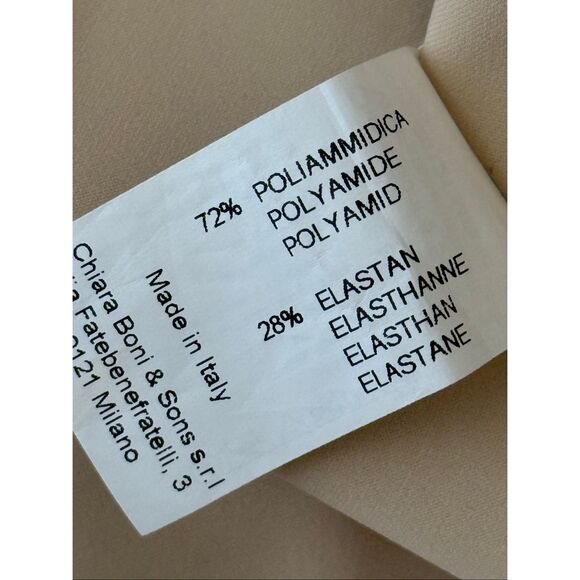 72% POLIAMMIDICA
POLYAMIDE
POLYAMID
28% ELASTAN
ELASTHANNE
ELASTHAN
ELASTANE
Made in Italy
Chiara Boni & Sons s.r.l
Fatebenefratelli, 3
Milano